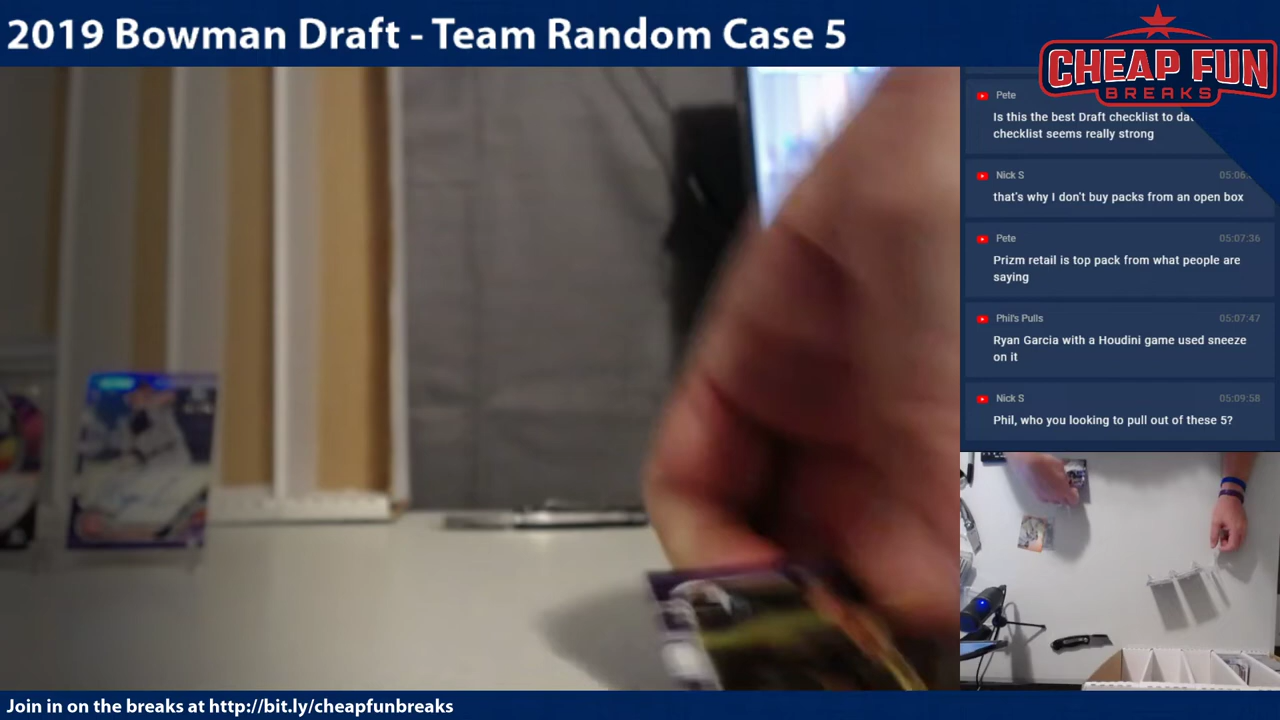 2019 Bowman Draft - Team Random Case 5
CHEAP FUN
BREAKS
Pete
Is this the best Draft checklist to
checklist seems really strong
Nick S
that's why I don't buy packs from an open box
Pete 05:07:36
Prizm retail is top pack from what people are
saying
Phil's Pulls 05:07:47
Ryan Garcia with a Houdini game used sneeze
on it
Nick S 05:09:58
Phil, who you looking to pull out of these 5?
Join in on the breaks at http://bit.ly/cheapfunbreaks